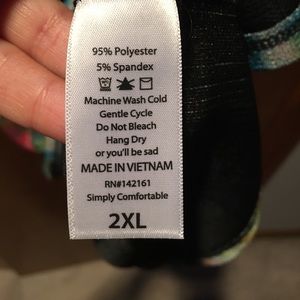 95% Polyester
5% Spandex
Machine Wash Cold
Gentle Cycle
Do Not Bleach
Hang Dry
or you'll be sad
MADE IN VIETNAM
RN#142161
Simply Comfortable
2XL